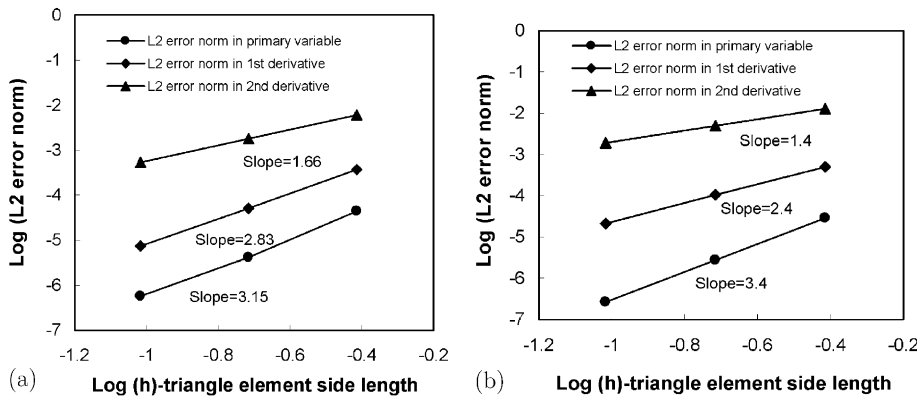 0
-1
-2
-3
-4
-5
-6
-7
Log (L2 error norm)
L2 error norm in primary variable
L2 error norm in 1st derivative
L2 error norm in 2nd derivative
Slope=1.66
Slope=2.83
Slope=3.15
-1.2 -1 -0.8 -0.6 -0.4 -0.2
Log (h)-triangle element side length
(a)
0
-1
-2
-3
-4
-5
-6
-7
Log (L2 error norm)
L2 error norm in primary variable
L2 error norm in 1st derivative
L2 error norm in 2nd derivative
Slope=1.4
Slope=2.4
Slope=3.4
-1.2 -1 -0.8 -0.6 -0.4 -0.2
Log (h)-triangle element side length
(b)